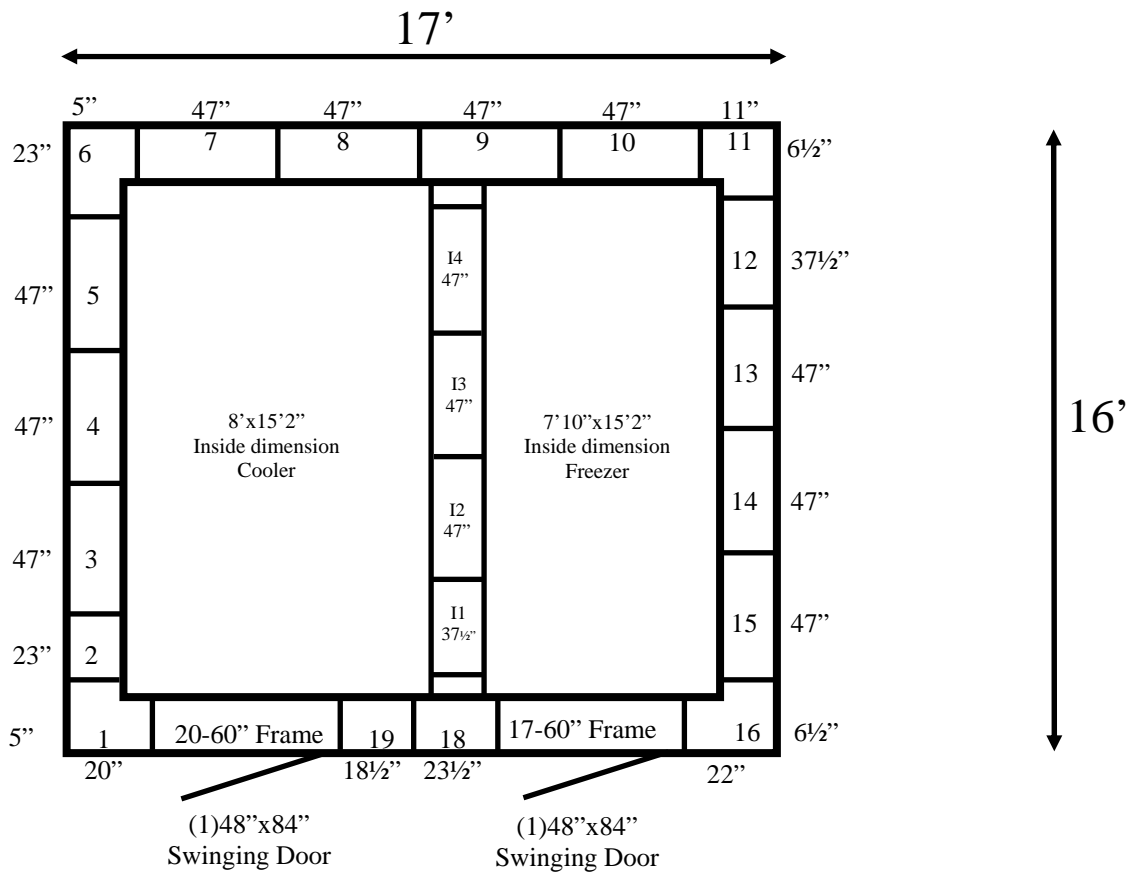 17’
5” 47” 47” 47” 47” 11”
23” 6 7 8 9 10 11 6½”
47” 5 I4 12 37½”
47”
47” 4 I3 13 47”
47”
8’x15’2”
Inside dimension
Cooler
7’10”x15’2”
Inside dimension
Freezer
16’
47” 3 I2 14 47”
47”
23” 2 I1 15 47”
37½”
5” 1 20-60” Frame 19 18 17-60” Frame 16 6½”
20” 18½” 23½” 22”
(1)48”x84”
Swinging Door
(1)48”x84”
Swinging Door